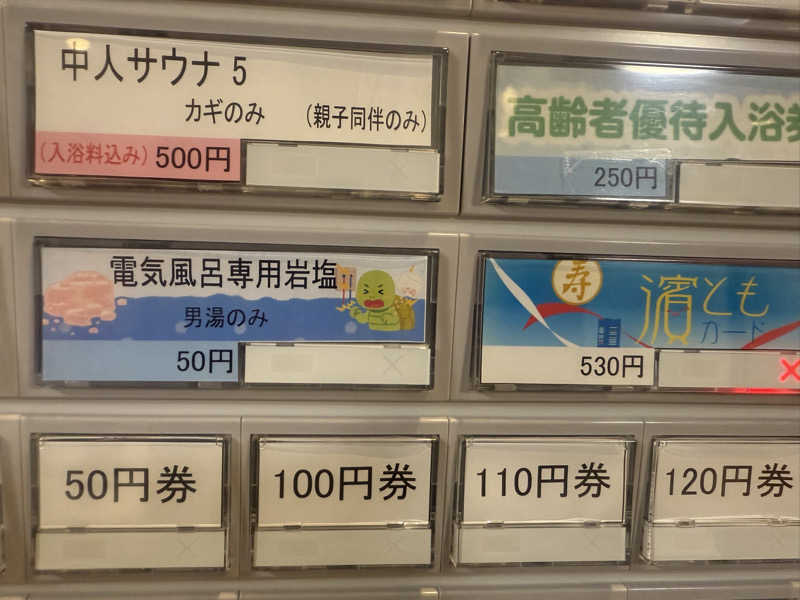 中人サウナ5
カギのみ (親子同伴のみ)
(入浴料込み) 500円
高齢者優待入浴券
250円
電気風呂専用岩塩
男湯のみ
50円
寿 濱とも
カード
530円
50円券
100円券
110円券
120円券